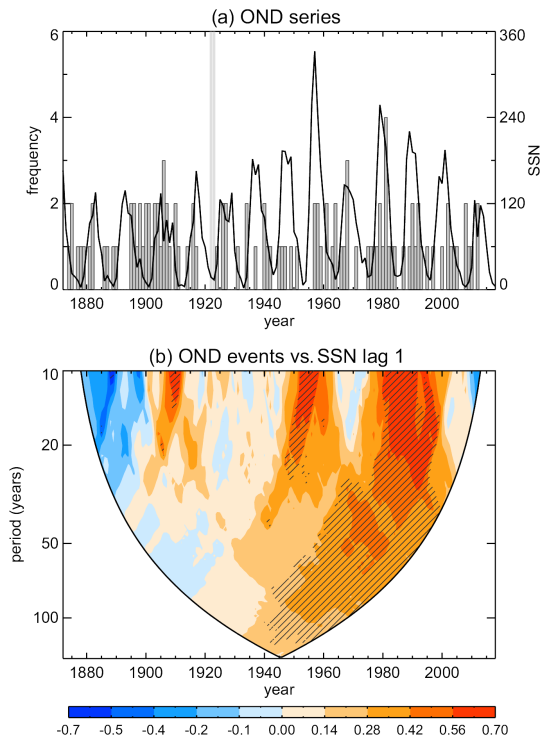 (a) OND series
6 360
4 240
2 120
0 0
frequency
SSN
1880 1900 1920 1940 1960 1980 2000
year
(b) OND events vs. SSN lag 1
10
20
50
100
period (years)
1880 1900 1920 1940 1960 1980 2000
year
-0.7 -0.5 -0.4 -0.2 -0.1 0.00 0.14 0.28 0.42 0.56 0.70